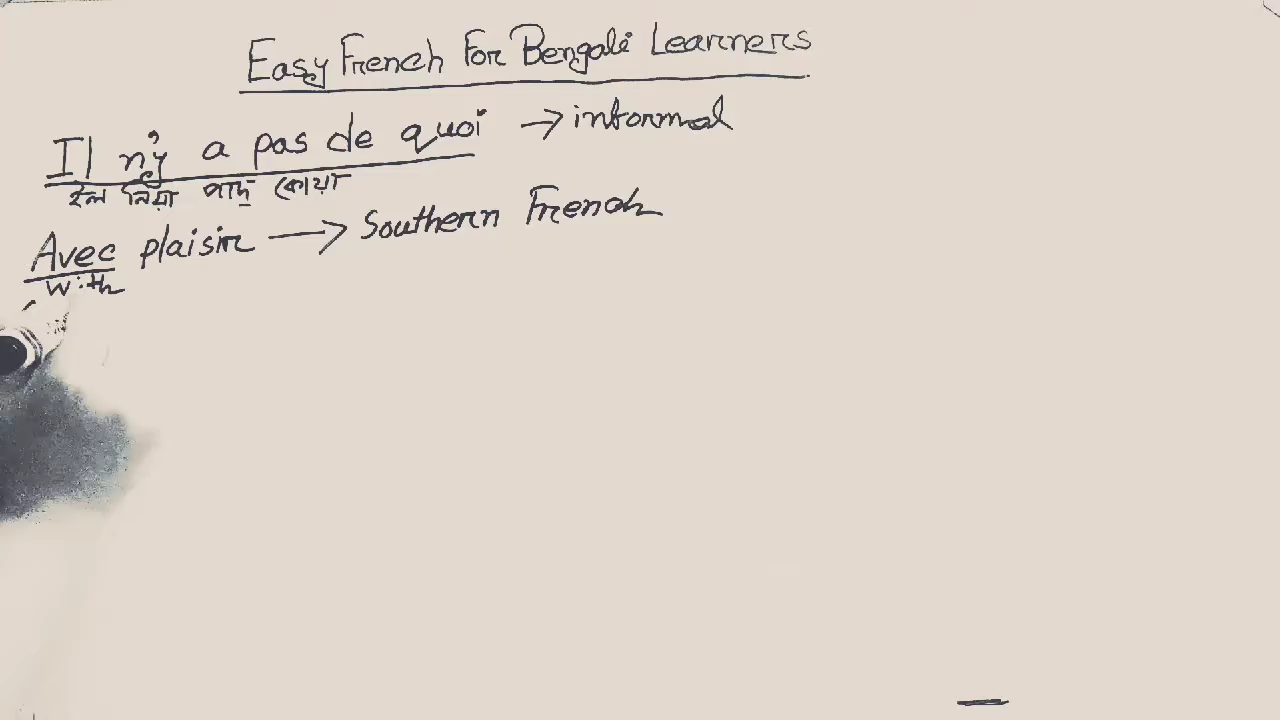 Easy French For Bengali Learners
Il n'y a pas de quoi → informal
ইল নিয়া পাদ কোয়া
Avec plaisir → Southern French
With